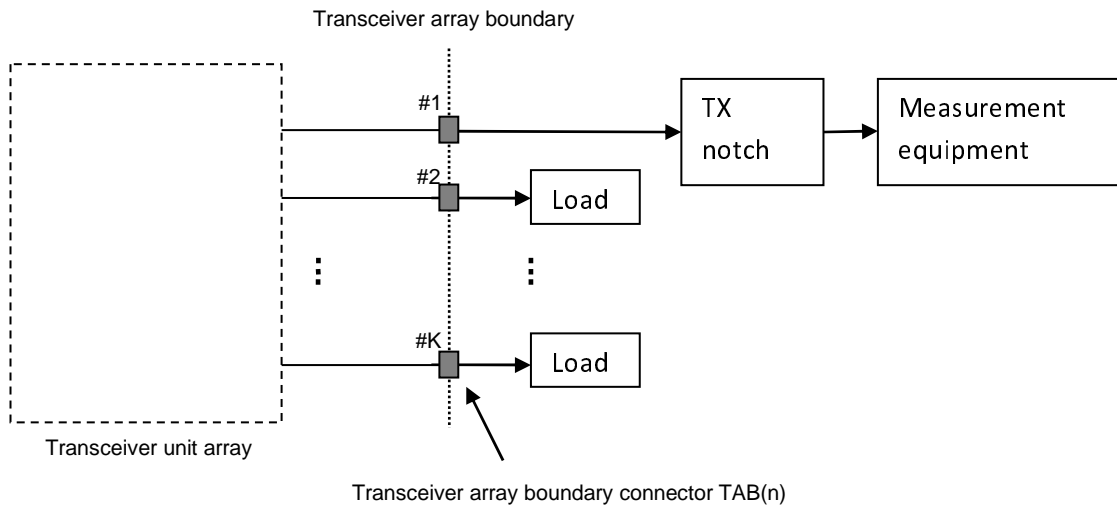 Transceiver array boundary
#1
TX
notch
Measurement
equipment
#2
Load
#K
Load
Transceiver unit array
Transceiver array boundary connector TAB(n)